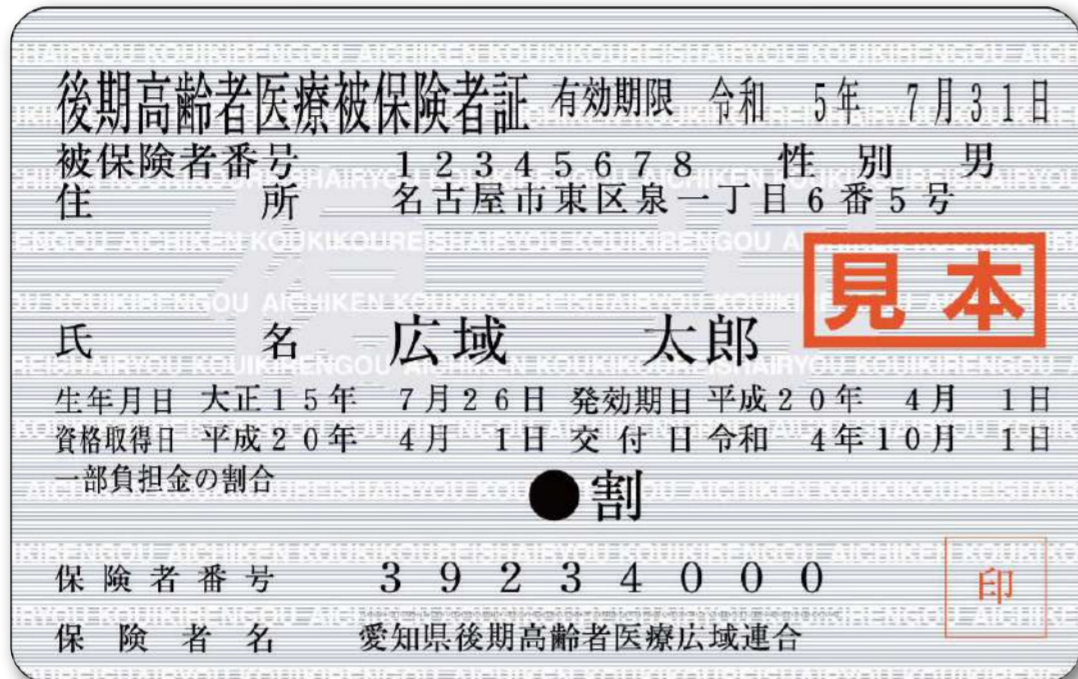 後期高齢者医療被保険者証 有効期限 令和 5年 7月31日
被保険者番号 12345678 性別 男
住所 名古屋市東区泉一丁目6番5号
見本
氏名 広域 太郎
生年月日 大正15年 7月26日 発効期日 平成20年 4月 1日
資格取得日 平成20年 4月 1日 交付日 令和 4年10月 1日
一部負担金の割合
●割
保険者番号 39234000
印
保険者名 愛知県後期高齢者医療広域連合